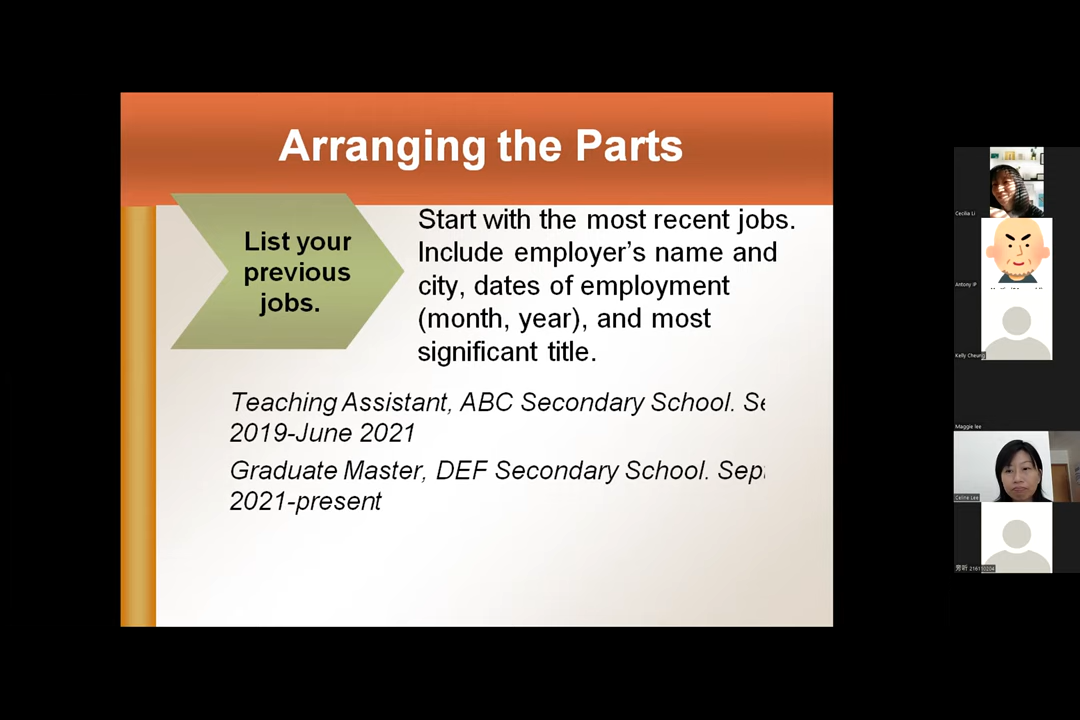 Arranging the Parts
List your
previous
jobs.
Start with the most recent jobs.
Include employer’s name and
city, dates of employment
(month, year), and most
significant title.
Teaching Assistant, ABC Secondary School.
2019-June 2021
Graduate Master, DEF Secondary School. Sept
2021-present
Cecilia Li
Antony IP
Kelly Cheung
Maggie lee
Celine Lee